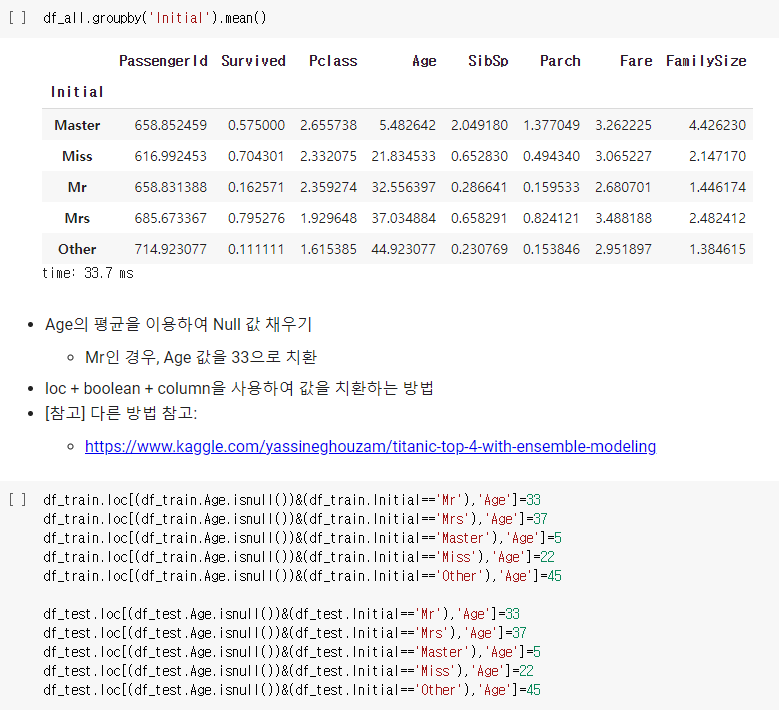 [ ] df_all.groupby('Initial').mean()
PassengerId Survived Pclass Age SibSp Parch Fare FamilySize
Initial
Master 658.852459 0.575000 2.655738 5.482642 2.049180 1.377049 3.262225 4.426230
Miss 616.992453 0.704301 2.332075 21.834533 0.652830 0.494340 3.065227 2.147170
Mr 658.831388 0.162571 2.359274 32.556397 0.286641 0.159533 2.680701 1.446174
Mrs 685.673367 0.795276 1.929648 37.034884 0.658291 0.824121 3.488188 2.482412
Other 714.923077 0.111111 1.615385 44.923077 0.230769 0.153846 2.951897 1.384615
time: 33.7 ms
• Age의 평균을 이용하여 Null 값 채우기
◦ Mr인 경우, Age 값을 33으로 치환
• loc + boolean + column을 사용하여 값을 치환하는 방법
• [참고] 다른 방법 참고:
◦ https://www.kaggle.com/yassineghouzam/titanic-top-4-with-ensemble-modeling
[ ] df_train.loc[(df_train.Age.isnull())&(df_train.Initial=='Mr'),'Age']=33
df_train.loc[(df_train.Age.isnull())&(df_train.Initial=='Mrs'),'Age']=37
df_train.loc[(df_train.Age.isnull())&(df_train.Initial=='Master'),'Age']=5
df_train.loc[(df_train.Age.isnull())&(df_train.Initial=='Miss'),'Age']=22
df_train.loc[(df_train.Age.isnull())&(df_train.Initial=='Other'),'Age']=45
df_test.loc[(df_test.Age.isnull())&(df_test.Initial=='Mr'),'Age']=33
df_test.loc[(df_test.Age.isnull())&(df_test.Initial=='Mrs'),'Age']=37
df_test.loc[(df_test.Age.isnull())&(df_test.Initial=='Master'),'Age']=5
df_test.loc[(df_test.Age.isnull())&(df_test.Initial=='Miss'),'Age']=22
df_test.loc[(df_test.Age.isnull())&(df_test.Initial=='Other'),'Age']=45